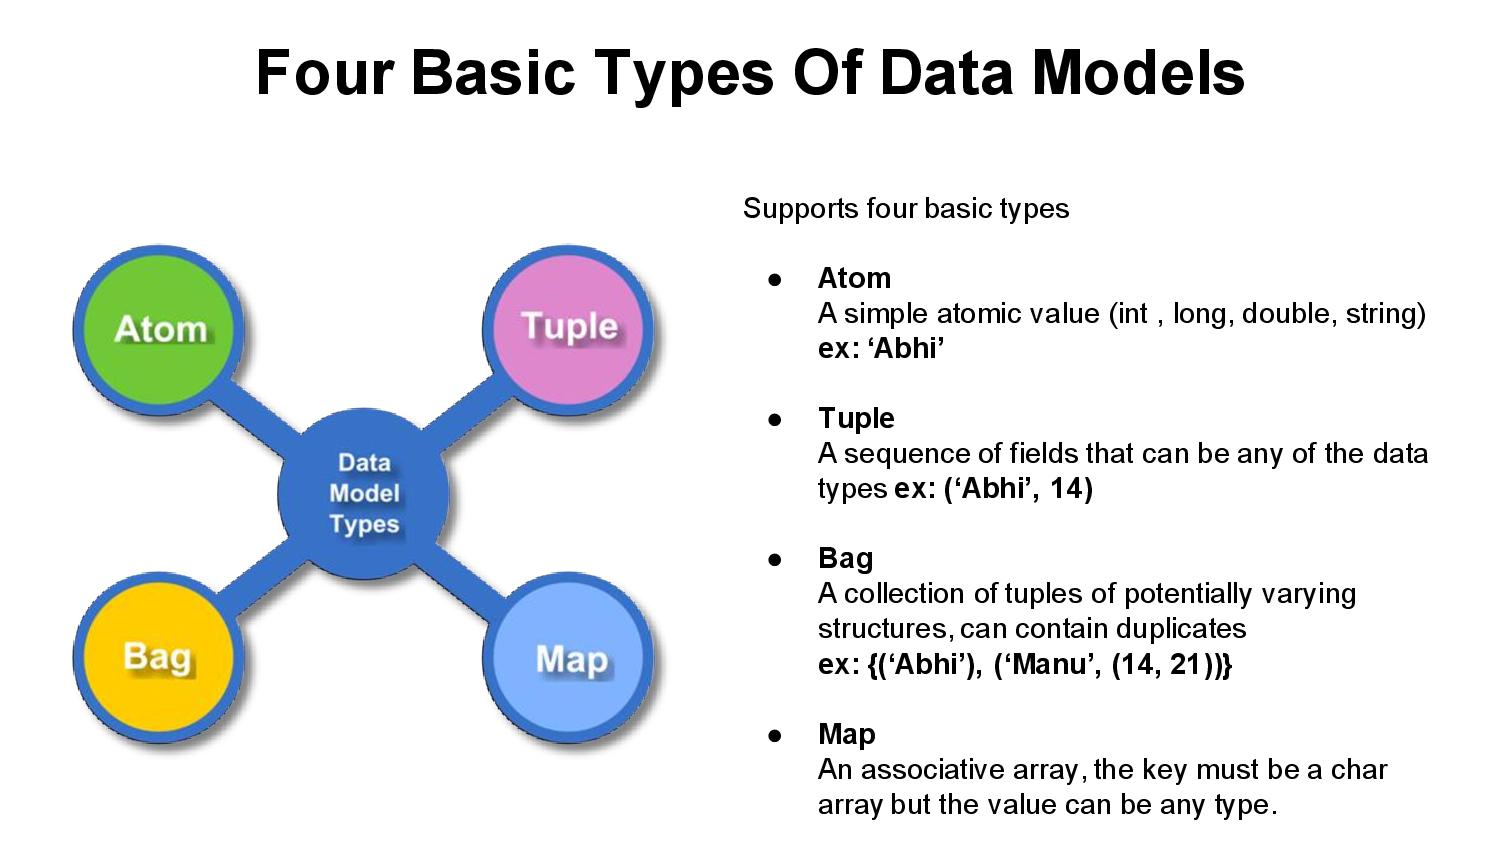 Four Basic Types Of Data Models
Atom
Tuple
Data
Model
Types
Bag
Map
Supports four basic types
● Atom
A simple atomic value (int , long, double, string)
ex: ‘Abhi’
● Tuple
A sequence of fields that can be any of the data
types ex: (‘Abhi’, 14)
● Bag
A collection of tuples of potentially varying
structures, can contain duplicates
ex: {(‘Abhi’), (‘Manu’, (14, 21))}
● Map
An associative array, the key must be a char
array but the value can be any type.